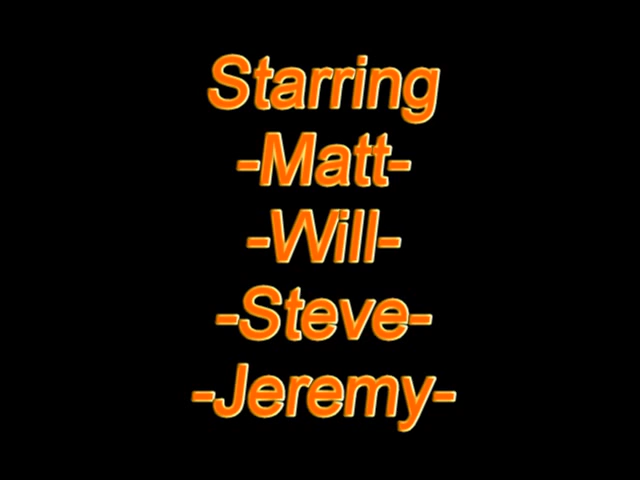 Starring
-Matt-
-Will-
-Steve-
-Jeremy-